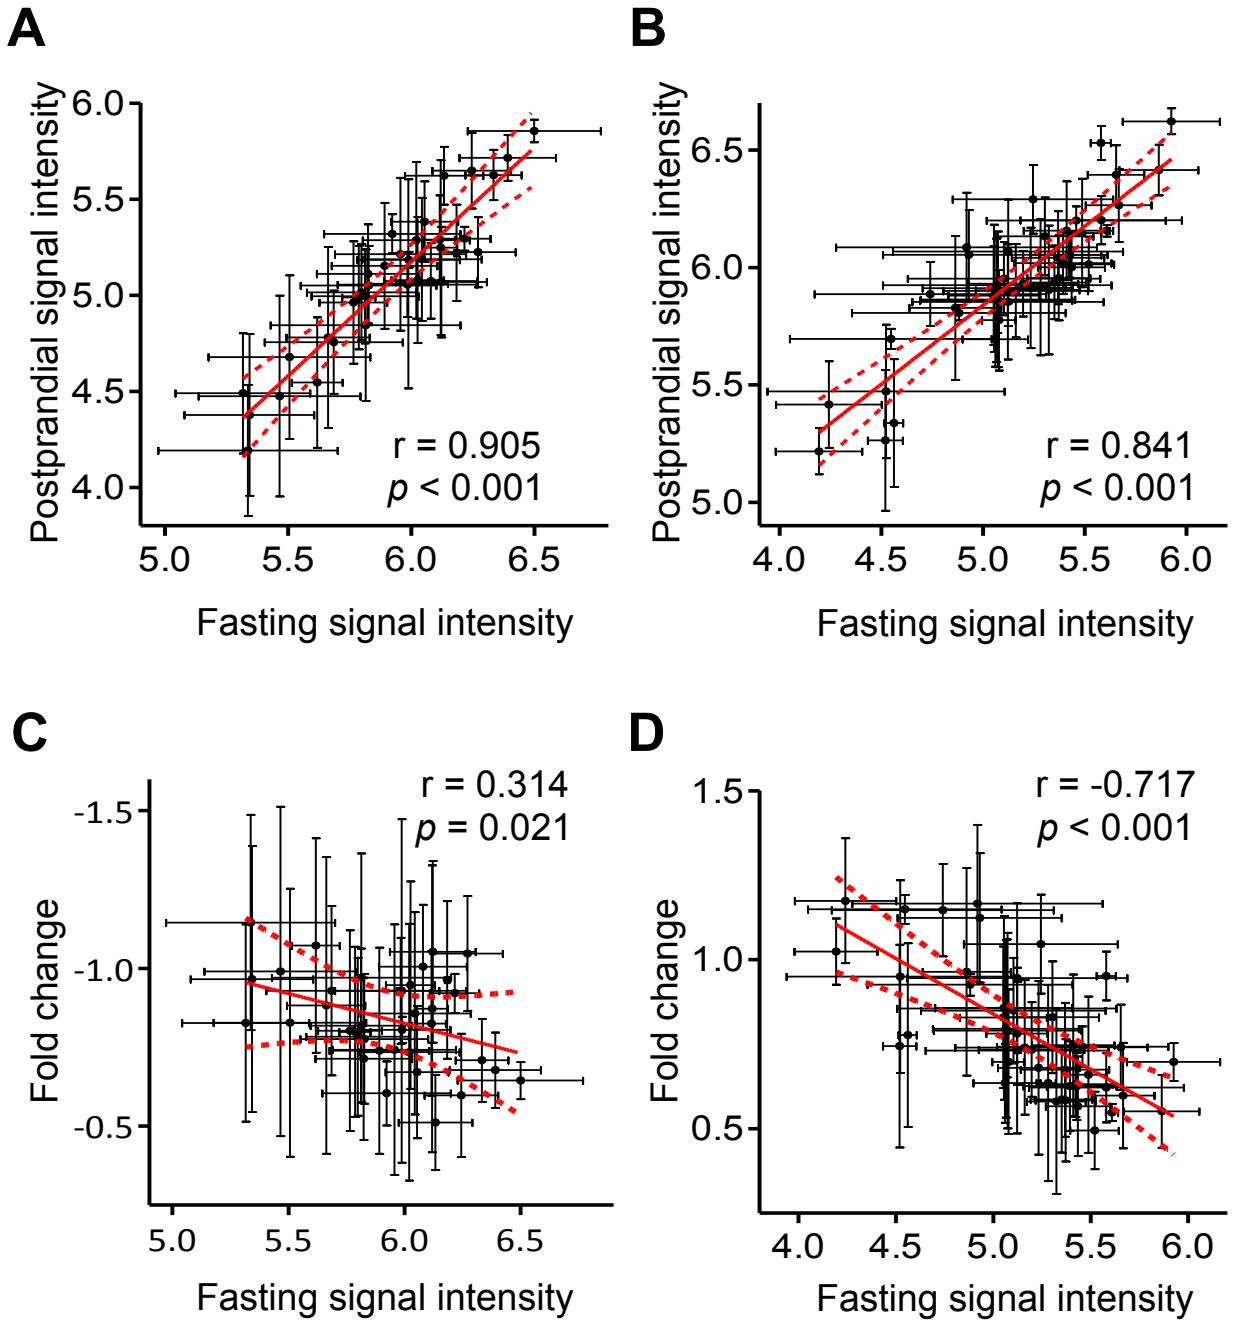 A
Postprandial signal intensity
6.0
5.5
5.0
4.5
4.0
r = 0.905
p < 0.001
5.0 5.5 6.0 6.5
Fasting signal intensity
B
Postprandial signal intensity
6.5
6.0
5.5
5.0
r = 0.841
p < 0.001
4.0 4.5 5.0 5.5 6.0
Fasting signal intensity
C
Fold change
-1.5
-1.0
-0.5
r = 0.314
p = 0.021
5.0 5.5 6.0 6.5
Fasting signal intensity
D
Fold change
1.5
1.0
0.5
r = -0.717
p < 0.001
4.0 4.5 5.0 5.5 6.0
Fasting signal intensity